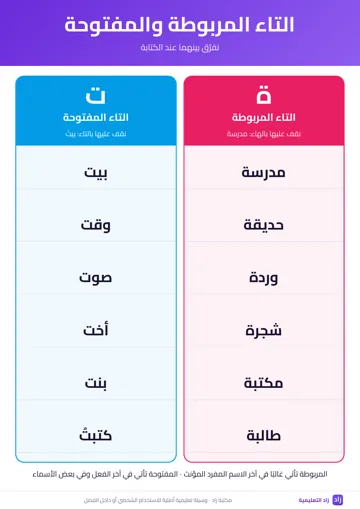 التاء المربوطة والمفتوحة
نفرّق بينهما عند الكتابة
ة
التاء المربوطة
نقف عليها بالهاء: مدرسة
مدرسة
حديقة
وردة
شجرة
مكتبة
طالبة
ت
التاء المفتوحة
نقف عليها بالتاء: بيت
بيت
وقت
صوت
أخت
بنت
كتبتُ
المربوطة تأتي غالبًا في آخر الاسم المفرد المؤنث · المفتوحة تأتي في آخر الفعل وفي بعض الأسماء
زاد
زاد التعليمية
مكتبة زاد · وسيلة تعليمية أصلية للاستخدام الشخصي أو داخل الفصل